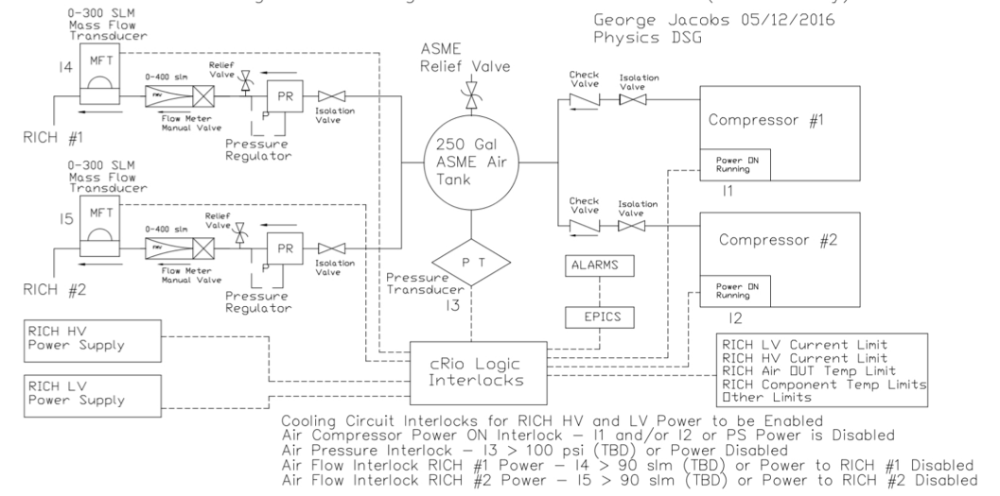 George Jacobs 05/12/2016
Physics DSG
0-300 SLM
Mass Flow
Transducer
MFT
I4
0-400 slm
FMV
Flow Meter
Manual Valve
Relief
Valve
PR
P
Pressure
Regulator
Isolation
Valve
RICH #1
ASME
Relief Valve
250 Gal
ASME Air
Tank
Check
Valve
Isolation
Valve
Compressor #1
Power ON
Running
I1
0-300 SLM
Mass Flow
Transducer
MFT
I5
0-400 slm
FMV
Flow Meter
Manual Valve
Relief
Valve
PR
P
Pressure
Regulator
Isolation
Valve
RICH #2
P T
Pressure
Transducer
I3
Check
Valve
Isolation
Valve
Compressor #2
Power ON
Running
I2
ALARMS
EPICS
RICH HV
Power Supply
RICH LV
Power Supply
cRio Logic
Interlocks
RICH LV Current Limit
RICH HV Current Limit
RICH Air OUT Temp Limit
RICH Component Temp Limits
Other Limits
Cooling Circuit Interlocks for RICH HV and LV Power to be Enabled
Air Compressor Power ON Interlock – I1 and/or I2 or PS Power is Disabled
Air Pressure Interlock – I3 > 100 psi (TBD) or Power Disabled
Air Flow Interlock RICH #1 Power – I4 > 90 slm (TBD) or Power to RICH #1 Disabled
Air Flow Interlock RICH #2 Power – I5 > 90 slm (TBD) or Power to RICH #2 Disabled